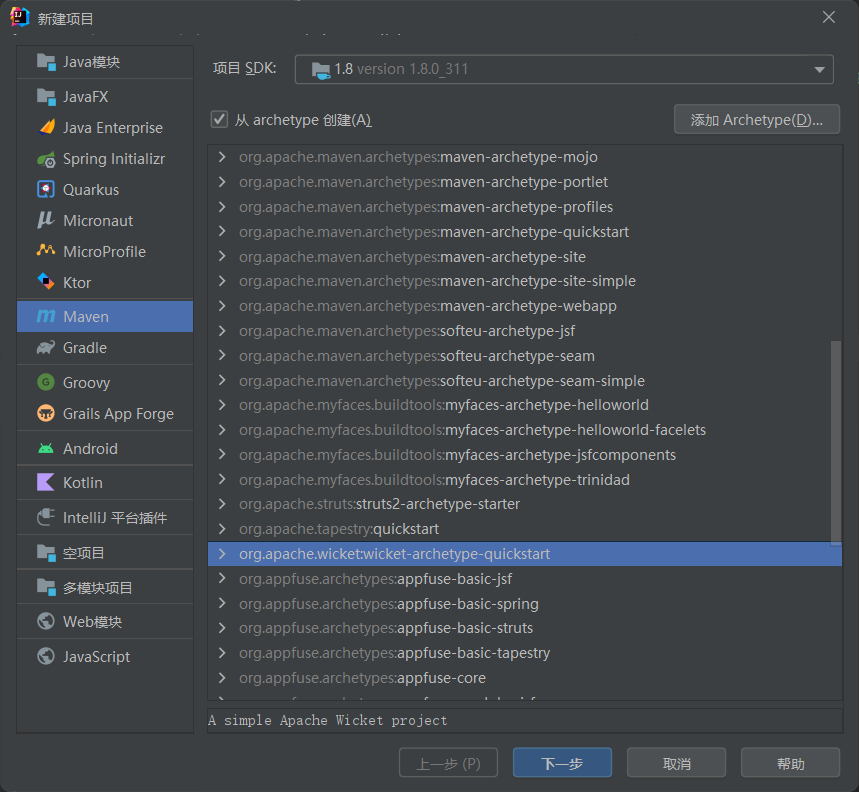 新建项目
Java模块
JavaFX
Java Enterprise
Spring Initializr
Quarkus
Micronaut
MicroProfile
Ktor
Maven
Gradle
Groovy
Grails App Forge
Android
Kotlin
IntelliJ 平台插件
空项目
多模块项目
Web模块
JavaScript
项目 SDK: 1.8 version 1.8.0_311
从 archetype 创建(A) 添加 Archetype(D)...
org.apache.maven.archetypes:maven-archetype-mojo
org.apache.maven.archetypes:maven-archetype-portlet
org.apache.maven.archetypes:maven-archetype-profiles
org.apache.maven.archetypes:maven-archetype-quickstart
org.apache.maven.archetypes:maven-archetype-site
org.apache.maven.archetypes:maven-archetype-site-simple
org.apache.maven.archetypes:maven-archetype-webapp
org.apache.maven.archetypes:softeu-archetype-jsf
org.apache.maven.archetypes:softeu-archetype-seam
org.apache.maven.archetypes:softeu-archetype-seam-simple
org.apache.myfaces.buildtools:myfaces-archetype-helloworld
org.apache.myfaces.buildtools:myfaces-archetype-helloworld-facelets
org.apache.myfaces.buildtools:myfaces-archetype-jsfcomponents
org.apache.myfaces.buildtools:myfaces-archetype-trinidad
org.apache.struts:struts2-archetype-starter
org.apache.tapestry:quickstart
org.apache.wicket:wicket-archetype-quickstart
org.appfuse.archetypes:appfuse-basic-jsf
org.appfuse.archetypes:appfuse-basic-spring
org.appfuse.archetypes:appfuse-basic-struts
org.appfuse.archetypes:appfuse-basic-tapestry
org.appfuse.archetypes:appfuse-core
A simple Apache Wicket project
上一步 (P) 下一步 取消 帮助